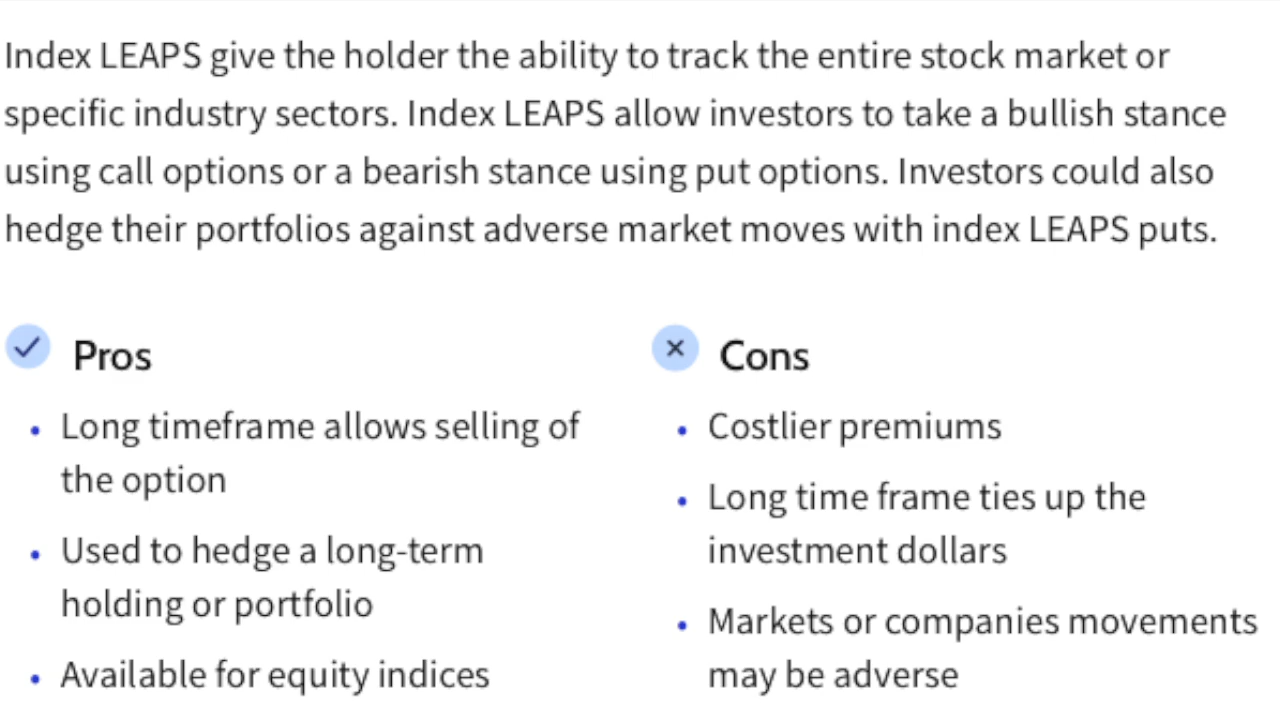 Index LEAPS give the holder the ability to track the entire stock market or
specific industry sectors. Index LEAPS allow investors to take a bullish stance
using call options or a bearish stance using put options. Investors could also
hedge their portfolios against adverse market moves with index LEAPS puts.
Pros
• Long timeframe allows selling of
the option
• Used to hedge a long-term
holding or portfolio
• Available for equity indices
Cons
• Costlier premiums
• Long time frame ties up the
investment dollars
• Markets or companies movements
may be adverse